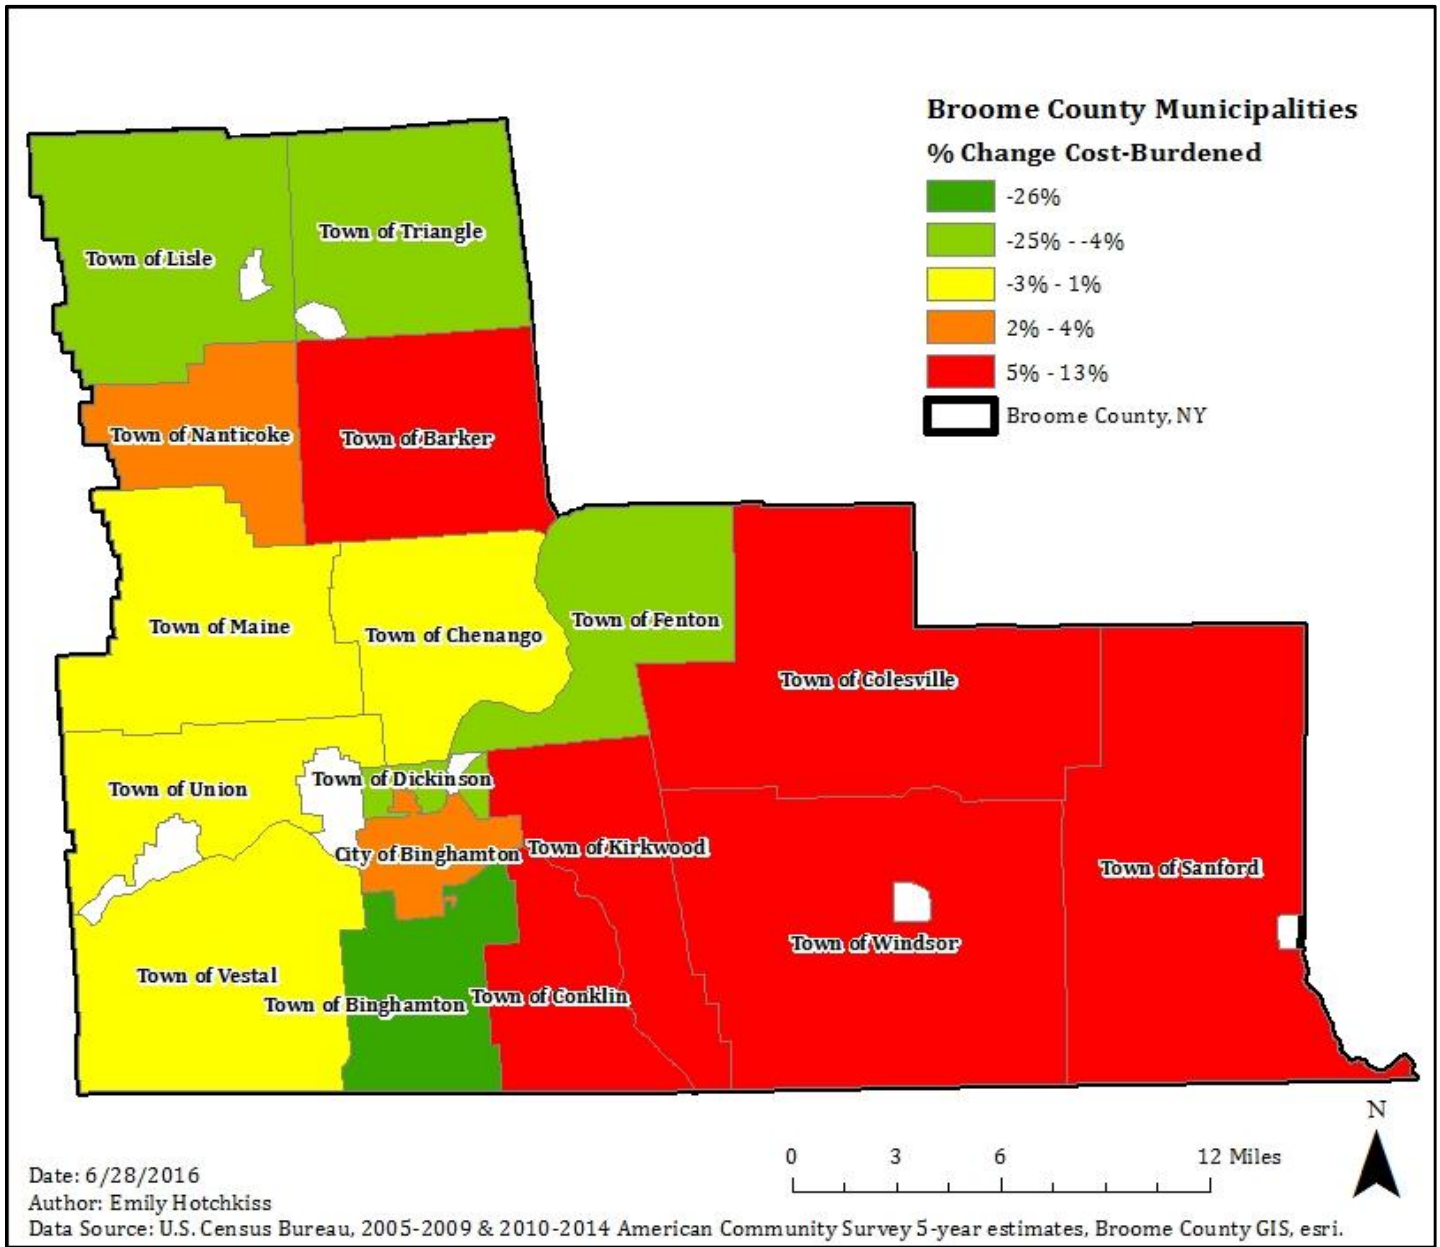 Broome County Municipalities
% Change Cost-Burdened
-26%
-25% - -4%
-3% - 1%
2% - 4%
5% - 13%
Broome County, NY
Town of Triangle
Town of Lisle
Town of Nanticoke
Town of Barker
Town of Fenton
Town of Maine
Town of Chenango
Town of Colesville
Town of Dickinson
Town of Union
City of Binghamton
Town of Kirkwood
Town of Sanford
Town of Windsor
Town of Vestal
Town of Binghamton
Town of Conklin
N
0 3 6 12 Miles
Date: 6/28/2016
Author: Emily Hotchkiss
Data Source: U.S. Census Bureau, 2005-2009 & 2010-2014 American Community Survey 5-year estimates, Broome County GIS, esri.